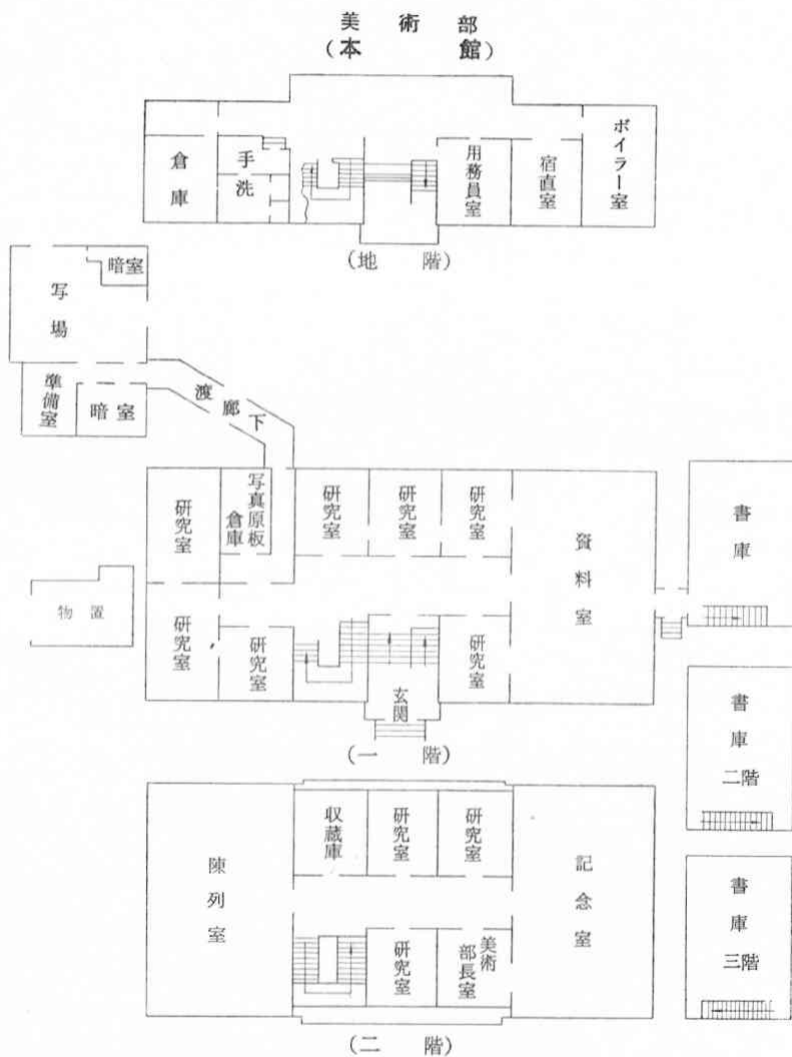 美術部
(本館)
倉庫
手洗
用務員室
宿直室
ボイラー室
(地階)
暗室
写場
準備室
暗室
渡廊下
研究室
写真原板
倉庫
研究室
研究室
研究室
資料室
書庫
物置
研究室
研究室
研究室
玄関
(一階)
書庫二階
収蔵庫
研究室
研究室
陳列室
記念室
研究室
美術
部長室
書庫三階
(二階)